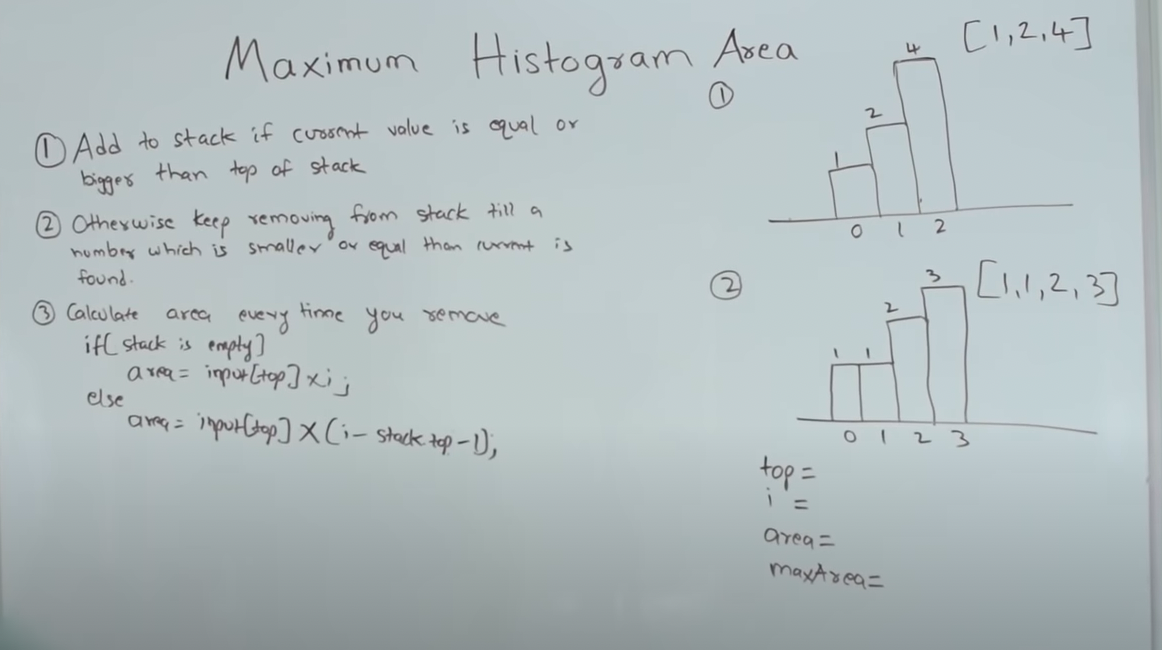 Maximum Histogram Area
① Add to stack if current value is equal or
bigger than top of stack
② Otherwise keep removing from stack till a
number which is smaller or equal than current is
found.
③ Calculate area every time you remove
if( stack is empty)
area = input[top] x i;
else
area = input[top] X (i- stack top -1);
①
[1,2,4]
4
2
1
0 1 2
②
[1,1,2,3]
3
2
1 1
0 1 2 3
top =
i =
area =
maxArea =